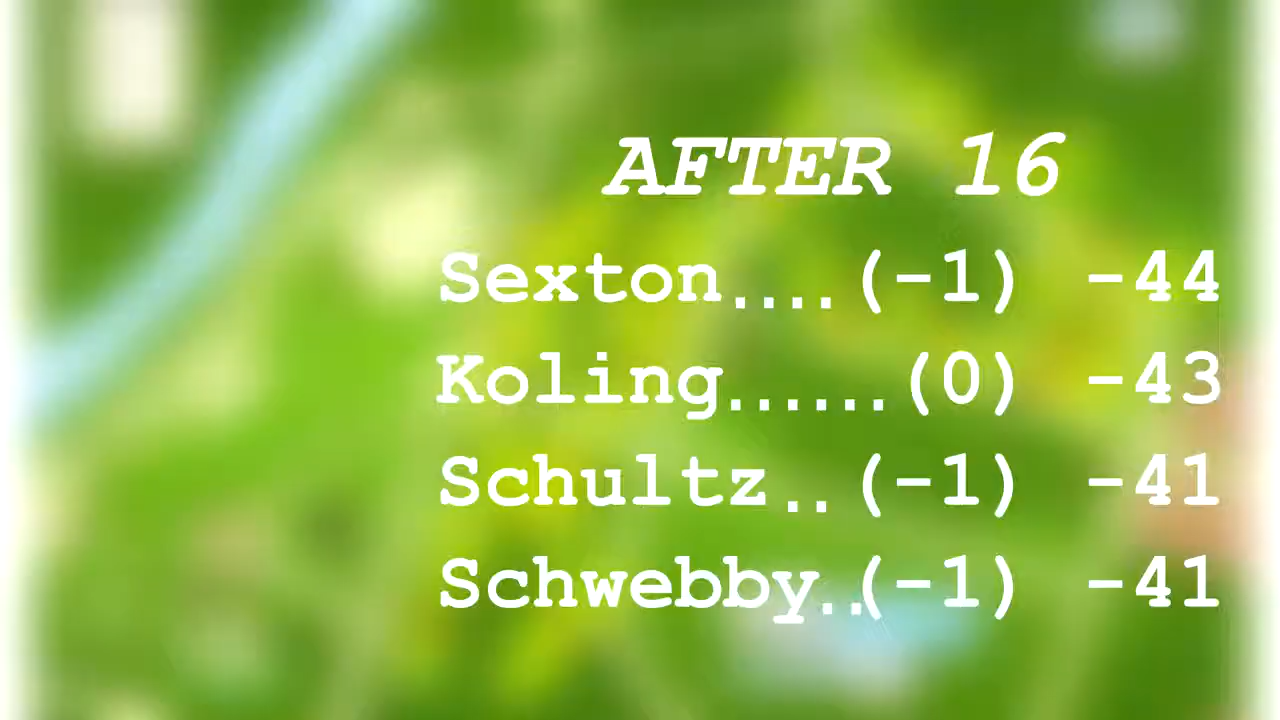 AFTER 16
Sexton....(-1) -44
Koling......(0) -43
Schultz..(-1) -41
Schwebby..(-1) -41